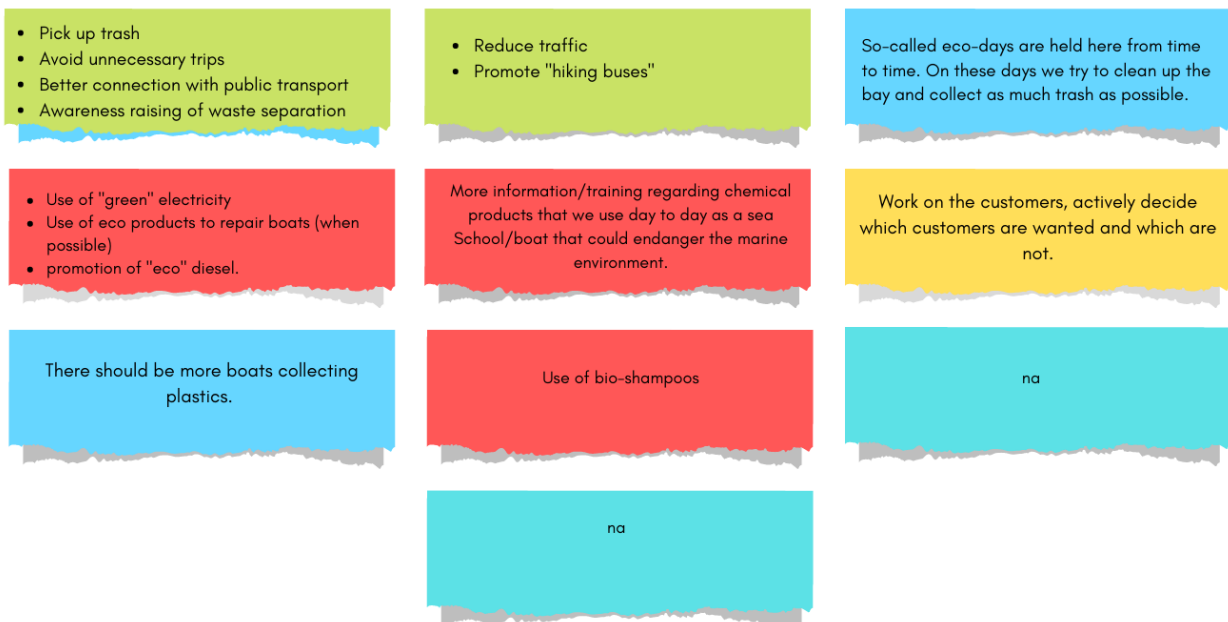 • Pick up trash
• Avoid unnecessary trips
• Better connection with public transport
• Awareness raising of waste separation
• Reduce traffic
• Promote "hiking buses"
So-called eco-days are held here from time
to time. On these days we try to clean up the
bay and collect as much trash as possible.
• Use of "green" electricity
• Use of eco products to repair boats (when
possible)
• promotion of "eco" diesel.
More information/training regarding chemical
products that we use day to day as a sea
School/boat that could endanger the marine
environment.
Work on the customers, actively decide
which customers are wanted and which are
not.
There should be more boats collecting
plastics.
Use of bio-shampoos
na
na